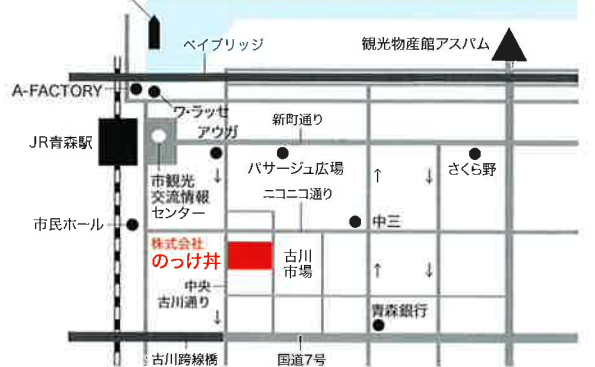 ベイブリッジ
観光物産館アスパム
A-FACTORY
ワ・ラッセ
新町通り
JR青森駅
アウガ
パサージュ広場
さくら野
市観光
交流情報
センター
ニコニコ通り
市民ホール
中三
株式会社
のっけ丼
古川
市場
中央
古川通り
青森銀行
古川跨線橋
国道7号